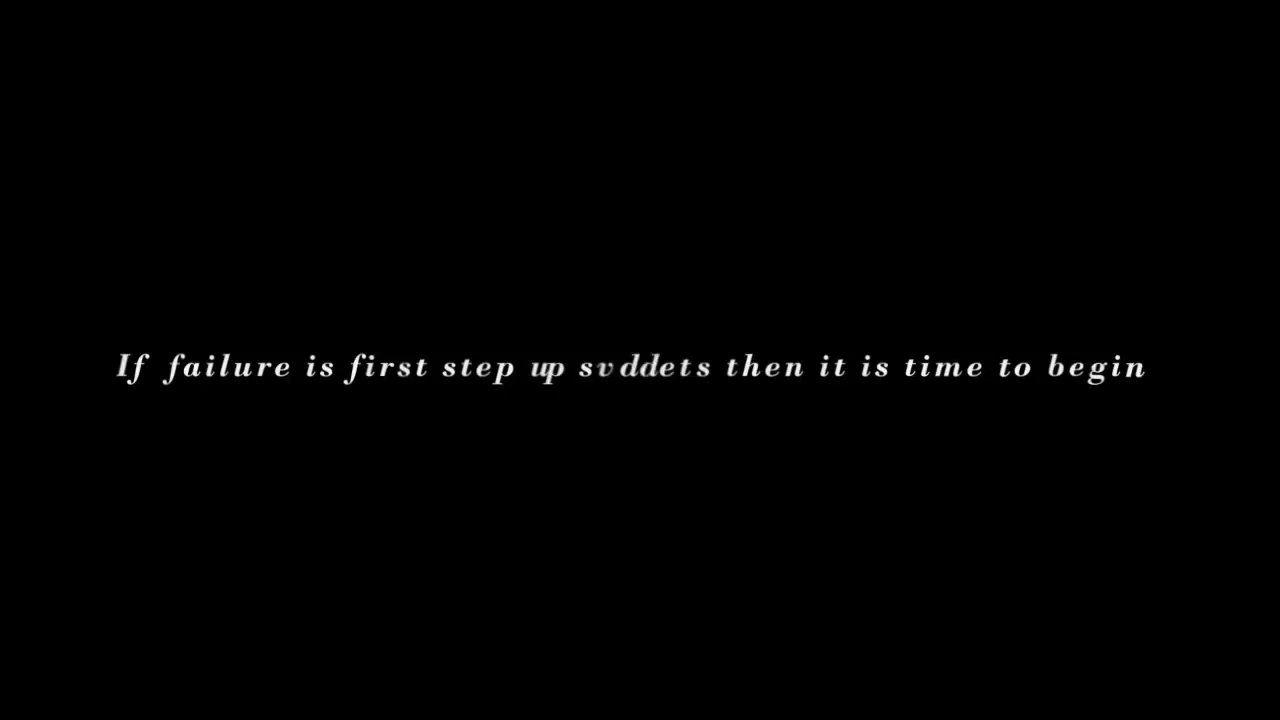 If failure is first step up svddets then it is time to begin